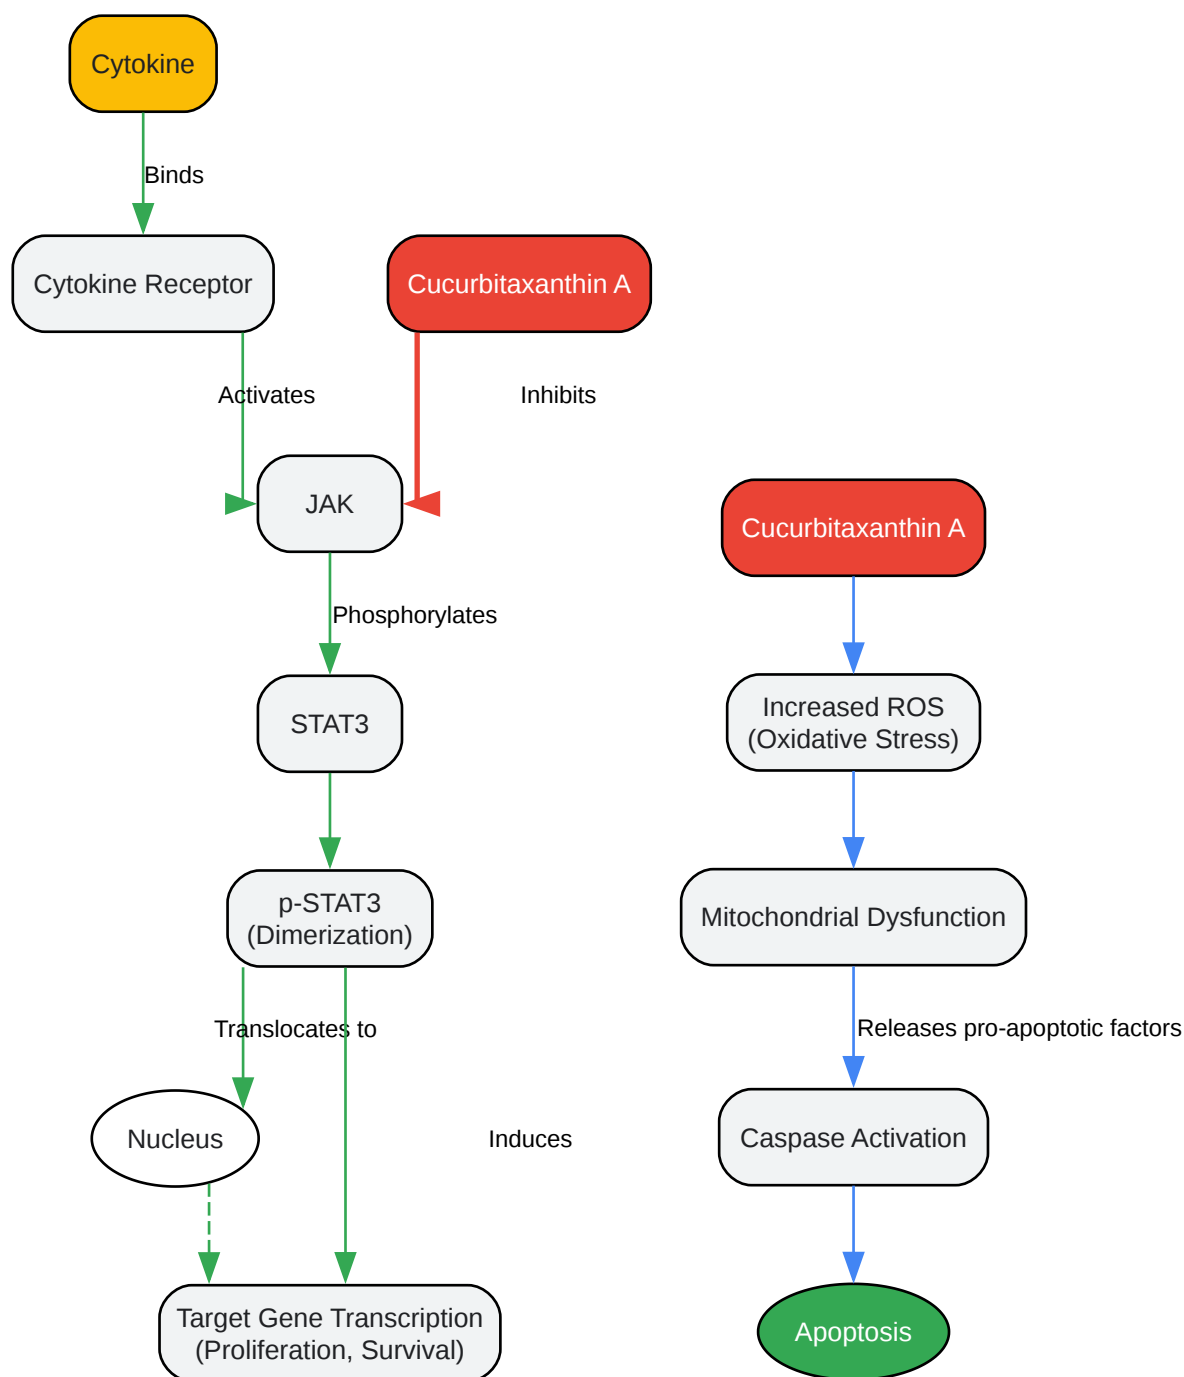 Cytokine
Binds
Cytokine Receptor
Cucurbitaxanthin A
Activates
Inhibits
JAK
Phosphorylates
STAT3
p-STAT3
(Dimerization)
Translocates to
Nucleus
Induces
Target Gene Transcription
(Proliferation, Survival)
Cucurbitaxanthin A
Increased ROS
(Oxidative Stress)
Mitochondrial Dysfunction
Releases pro-apoptotic factors
Caspase Activation
Apoptosis